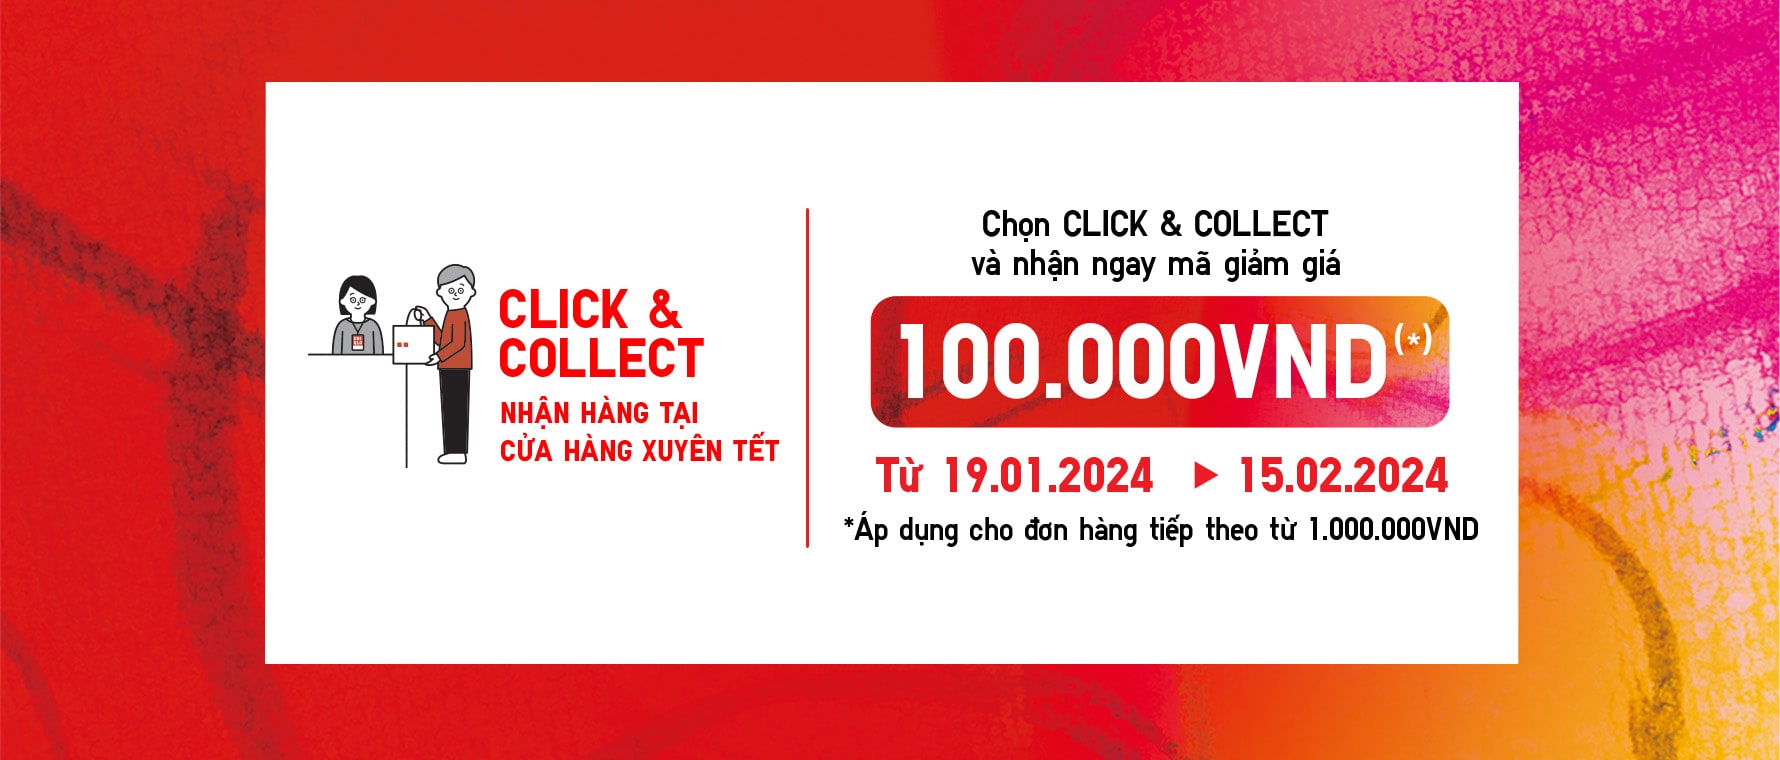 CLICK &
COLLECT
NHẬN HÀNG TẠI
CỬA HÀNG XUYÊN TẾT
Chọn CLICK & COLLECT
và nhận ngay mã giảm giá
100.000VND(*)
Từ 19.01.2024 ▶ 15.02.2024
*Áp dụng cho đơn hàng tiếp theo từ 1.000.000VND
UNI
QLO